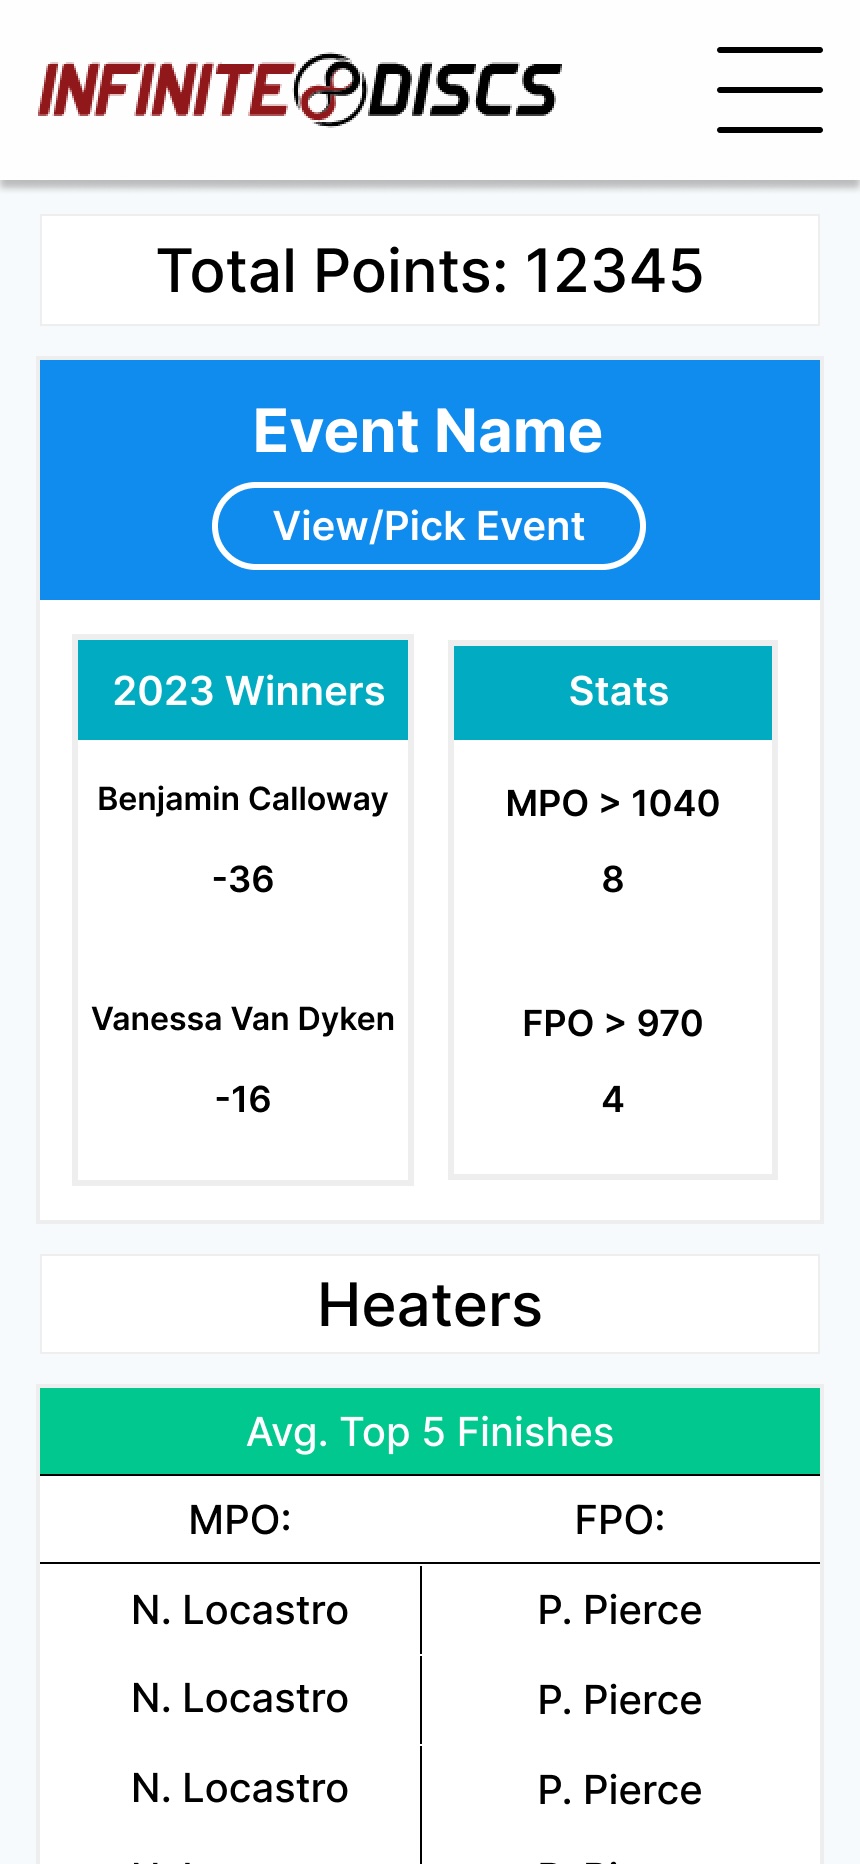 INFINITE DISCS
Total Points: 12345
Event Name
View/Pick Event
2023 Winners
Benjamin Calloway
-36
Vanessa Van Dyken
-16
Stats
MPO > 1040
8
FPO > 970
4
Heaters
Avg. Top 5 Finishes
MPO: FPO:
N. Locastro P. Pierce
N. Locastro P. Pierce
N. Locastro P. Pierce